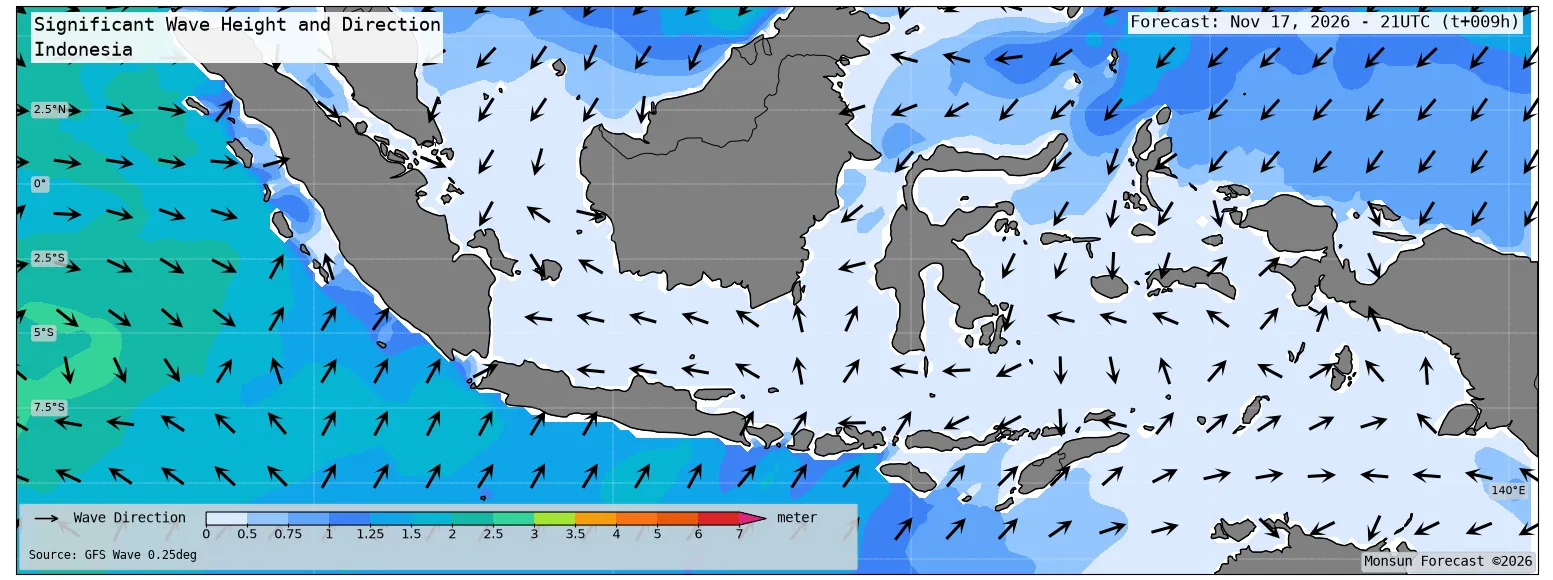 Significant Wave Height and Direction
Indonesia
Forecast: Nov 17, 2026 - 21UTC (t+009h)
2.5°N
0°
2.5°S
5°S
7.5°S
140°E
Wave Direction
meter
0 0.5 0.75 1 1.25 1.5 2 2.5 3 3.5 4 5 6 7
Source: GFS Wave 0.25deg
Monsun Forecast ©2026